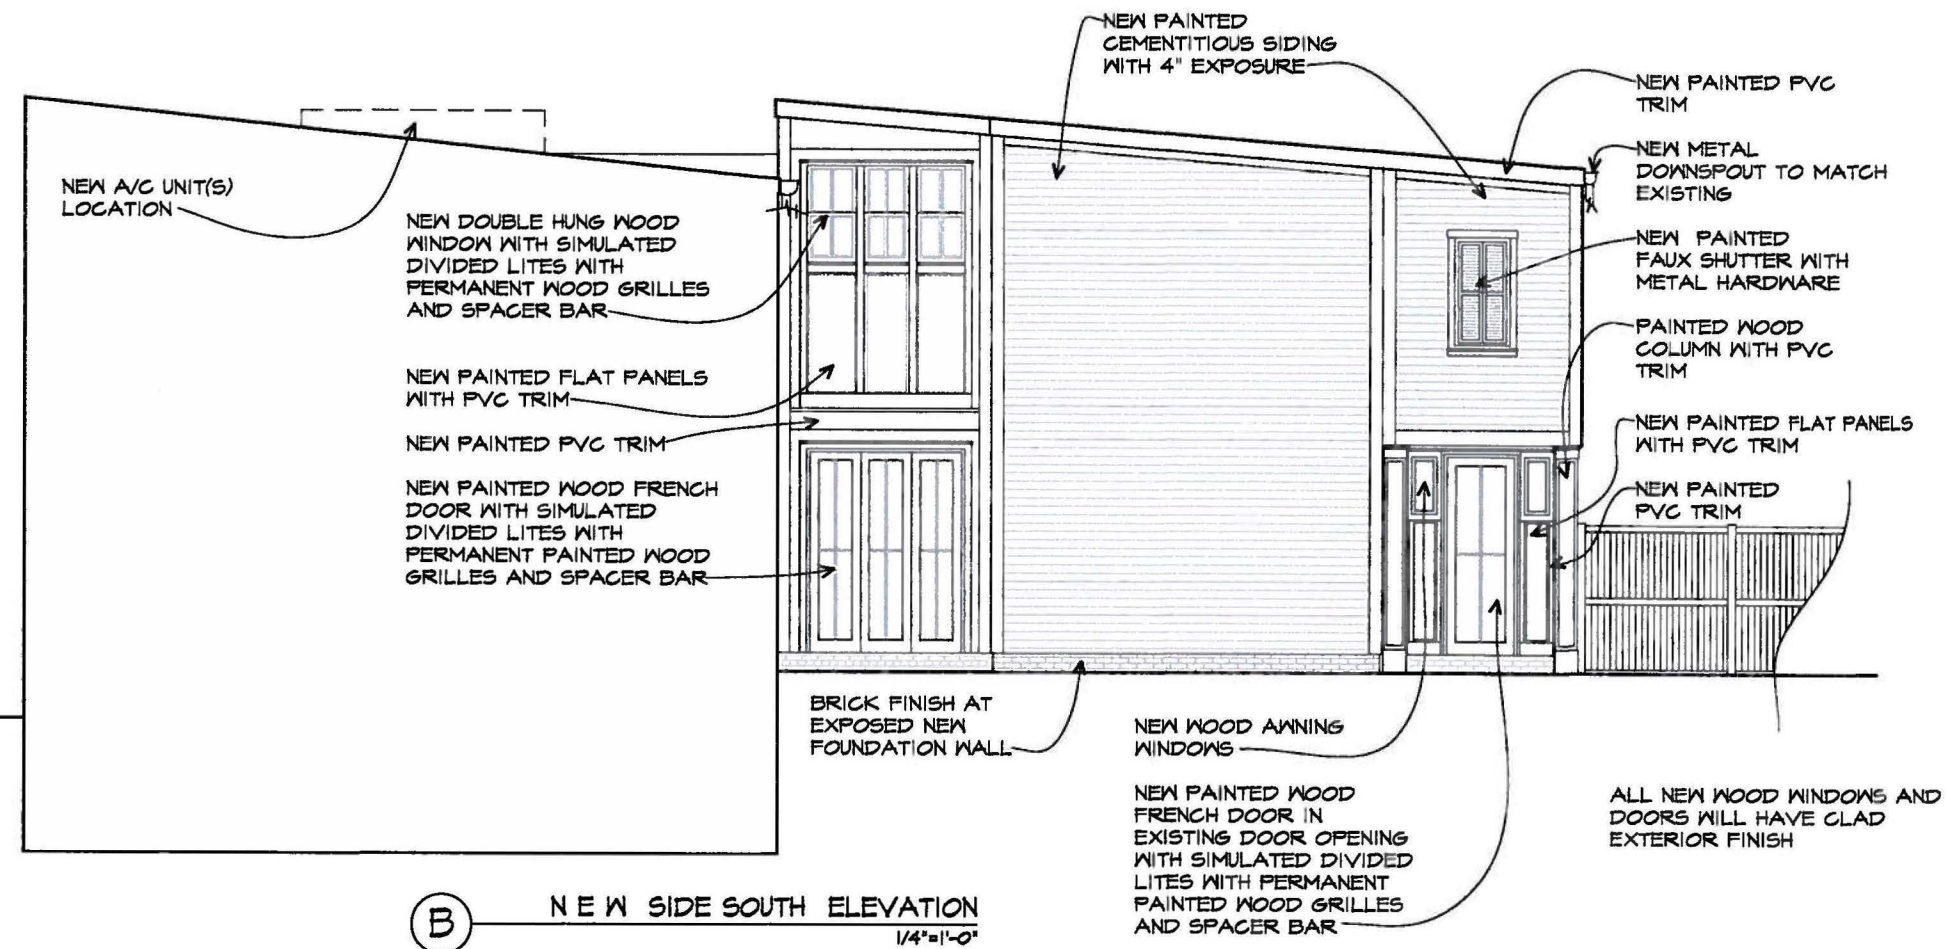 NEW PAINTED
CEMENTITIOUS SIDING
WITH 4" EXPOSURE
NEW PAINTED PVC
TRIM
NEW METAL
DOWNSPOUT TO MATCH
EXISTING
NEW A/C UNIT(S)
LOCATION
NEW DOUBLE HUNG WOOD
WINDOW WITH SIMULATED
DIVIDED LITES WITH
PERMANENT WOOD GRILLES
AND SPACER BAR
NEW PAINTED
FAUX SHUTTER WITH
METAL HARDWARE
PAINTED WOOD
COLUMN WITH PVC
TRIM
NEW PAINTED FLAT PANELS
WITH PVC TRIM
NEW PAINTED FLAT PANELS
WITH PVC TRIM
NEW PAINTED PVC TRIM
NEW PAINTED
PVC TRIM
NEW PAINTED WOOD FRENCH
DOOR WITH SIMULATED
DIVIDED LITES WITH
PERMANENT PAINTED WOOD
GRILLES AND SPACER BAR
BRICK FINISH AT
EXPOSED NEW
FOUNDATION WALL
NEW WOOD AWNING
WINDOWS
NEW PAINTED WOOD
FRENCH DOOR IN
EXISTING DOOR OPENING
WITH SIMULATED DIVIDED
LITES WITH PERMANENT
PAINTED WOOD GRILLES
AND SPACER BAR
ALL NEW WOOD WINDOWS AND
DOORS WILL HAVE CLAD
EXTERIOR FINISH
B
NEW SIDE SOUTH ELEVATION
1/4"=1'-0"